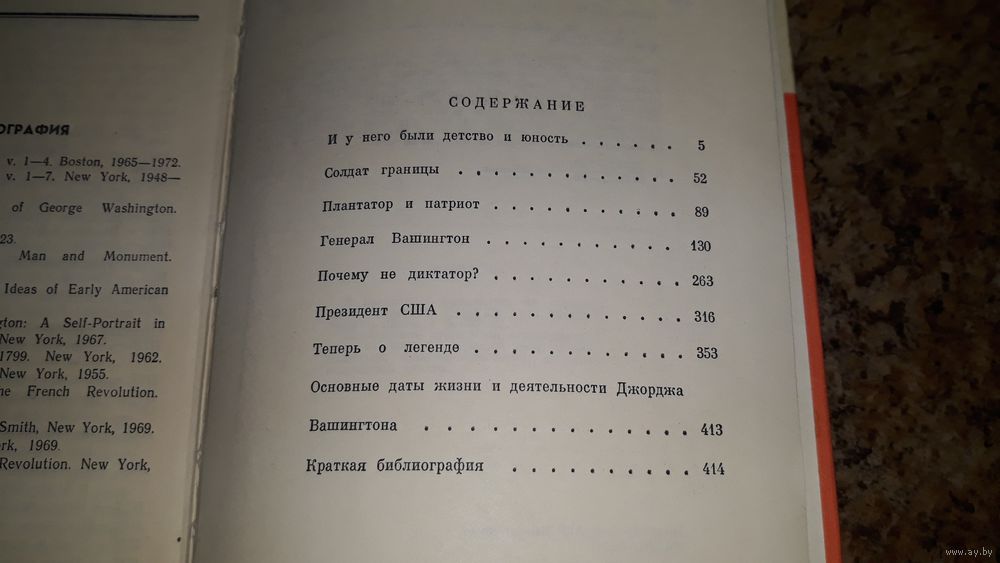 ОГРАФИЯ
v. 1—4. Boston, 1965—1972.
v. 1—7. New York, 1948—
of George Washington.
23.
Man and Monument.
Ideas of Early American
gton: A Self-Portrait in
New York, 1967.
1799. New York, 1962.
New York, 1955.
he French Revolution.
Smith, New York, 1969.
rk, 1969.
Revolution. New York,
СОДЕРЖАНИЕ
И у него были детство и юность . . . . . . 5
Солдат границы . . . . . . . . . . . . . 52
Плантатор и патриот . . . . . . . . . . . 89
Генерал Вашингтон . . . . . . . . . . . 130
Почему не диктатор? . . . . . . . . . . . 263
Президент США . . . . . . . . . . . . . 316
Теперь о легенде . . . . . . . . . . . . 353
Основные даты жизни и деятельности Джорджа
Вашингтона . . . . . . . . . . . . . . . 413
Краткая библиография . . . . . . . . . . 414
www.ay.by